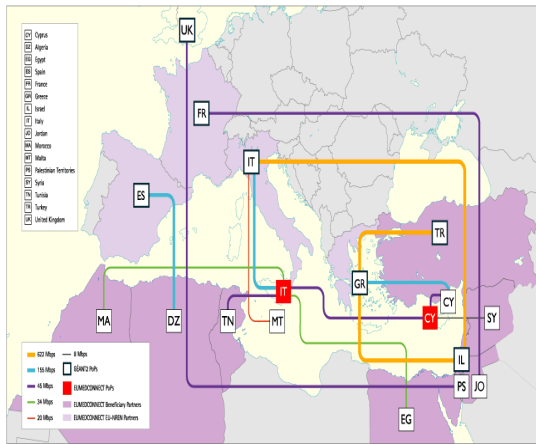 CY Cyprus
DZ Algeria
EG Egypt
ES Spain
FR France
GR Greece
IL Israel
IT Italy
JO Jordan
MA Morocco
MT Malta
PS Palestinian Territories
SY Syria
TN Tunisia
TR Turkey
UK United Kingdom
UK
FR
IT
ES
TR
GR
CY
IT
CY
SY
MA
DZ
TN
MT
IL
PS
JO
EG
622 Mbps
155 Mbps
45 Mbps
34 Mbps
20 Mbps
8 Mbps
GÉANT2 PoPs
EUMEDCONNECT PoPs
EUMEDCONNECT Beneficiary Partners
EUMEDCONNECT EU-NREN Partners